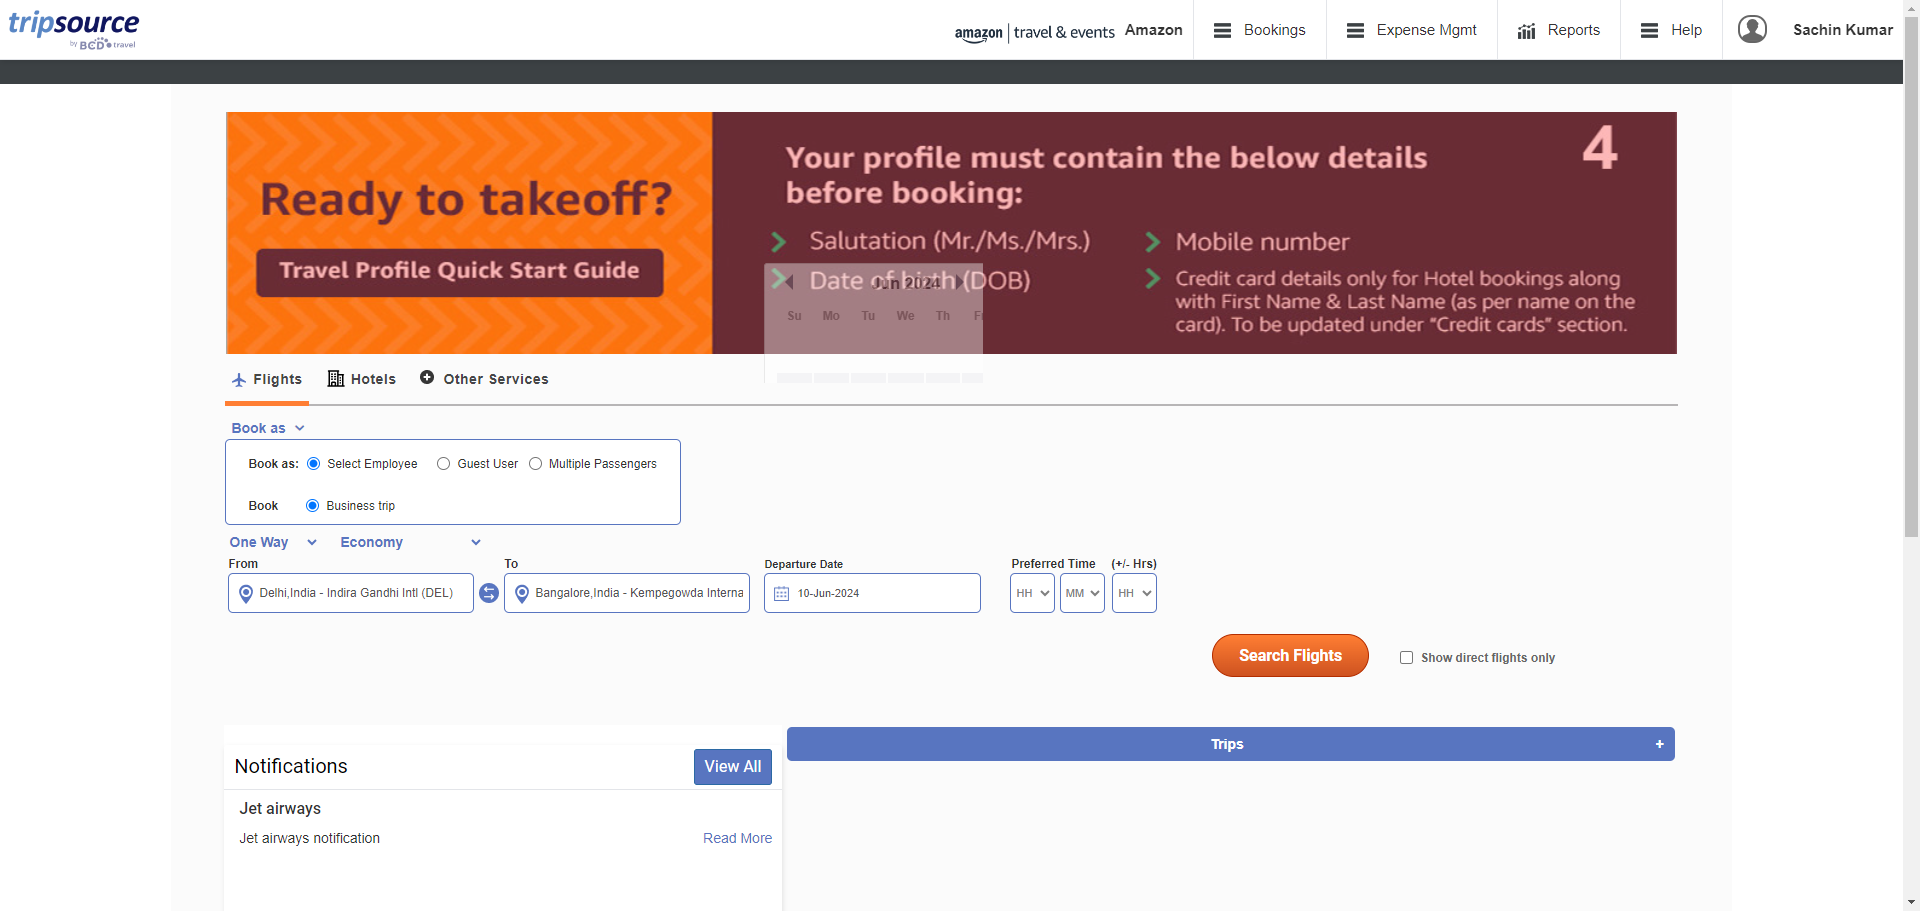 tripsource
by BCD travel
amazon | travel & events Amazon
Bookings
Expense Mgmt
Reports
Help
Sachin Kumar
Ready to takeoff?
Travel Profile Quick Start Guide
Your profile must contain the below details
before booking:
4
Salutation (Mr./Ms./Mrs.)
Date of birth (DOB)
Mobile number
Credit card details only for Hotel bookings along
with First Name & Last Name (as per name on the
card). To be updated under "Credit cards" section.
Jun 2024
Su Mo Tu We Th Fr
Flights
Hotels
Other Services
Book as
Book as: Select Employee Guest User Multiple Passengers
Book Business trip
One Way Economy
From
To
Departure Date
Preferred Time (+/- Hrs)
Delhi,India - Indira Gandhi Intl (DEL)
Bangalore,India - Kempegowda Interna
10-Jun-2024
HH MM HH
Search Flights
Show direct flights only
Notifications
View All
Trips +
Jet airways
Jet airways notification
Read More